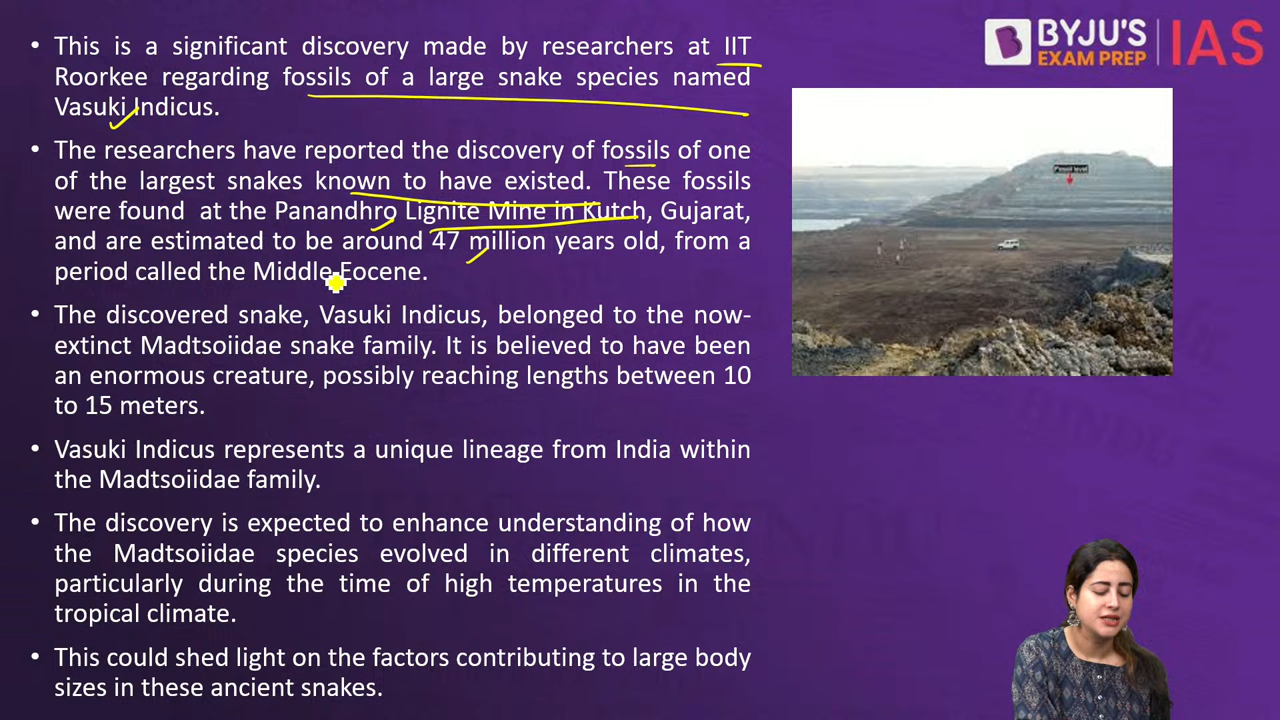 • This is a significant discovery made by researchers at IIT
Roorkee regarding fossils of a large snake species named
Vasuki Indicus.
• The researchers have reported the discovery of fossils of one
of the largest snakes known to have existed. These fossils
were found at the Panandhro Lignite Mine in Kutch, Gujarat,
and are estimated to be around 47 million years old, from a
period called the Middle Eocene.
• The discovered snake, Vasuki Indicus, belonged to the now-
extinct Madtsoiidae snake family. It is believed to have been
an enormous creature, possibly reaching lengths between 10
to 15 meters.
• Vasuki Indicus represents a unique lineage from India within
the Madtsoiidae family.
• The discovery is expected to enhance understanding of how
the Madtsoiidae species evolved in different climates,
particularly during the time of high temperatures in the
tropical climate.
• This could shed light on the factors contributing to large body
sizes in these ancient snakes.
BYJU'S
EXAM PREP
IAS
Fossil level